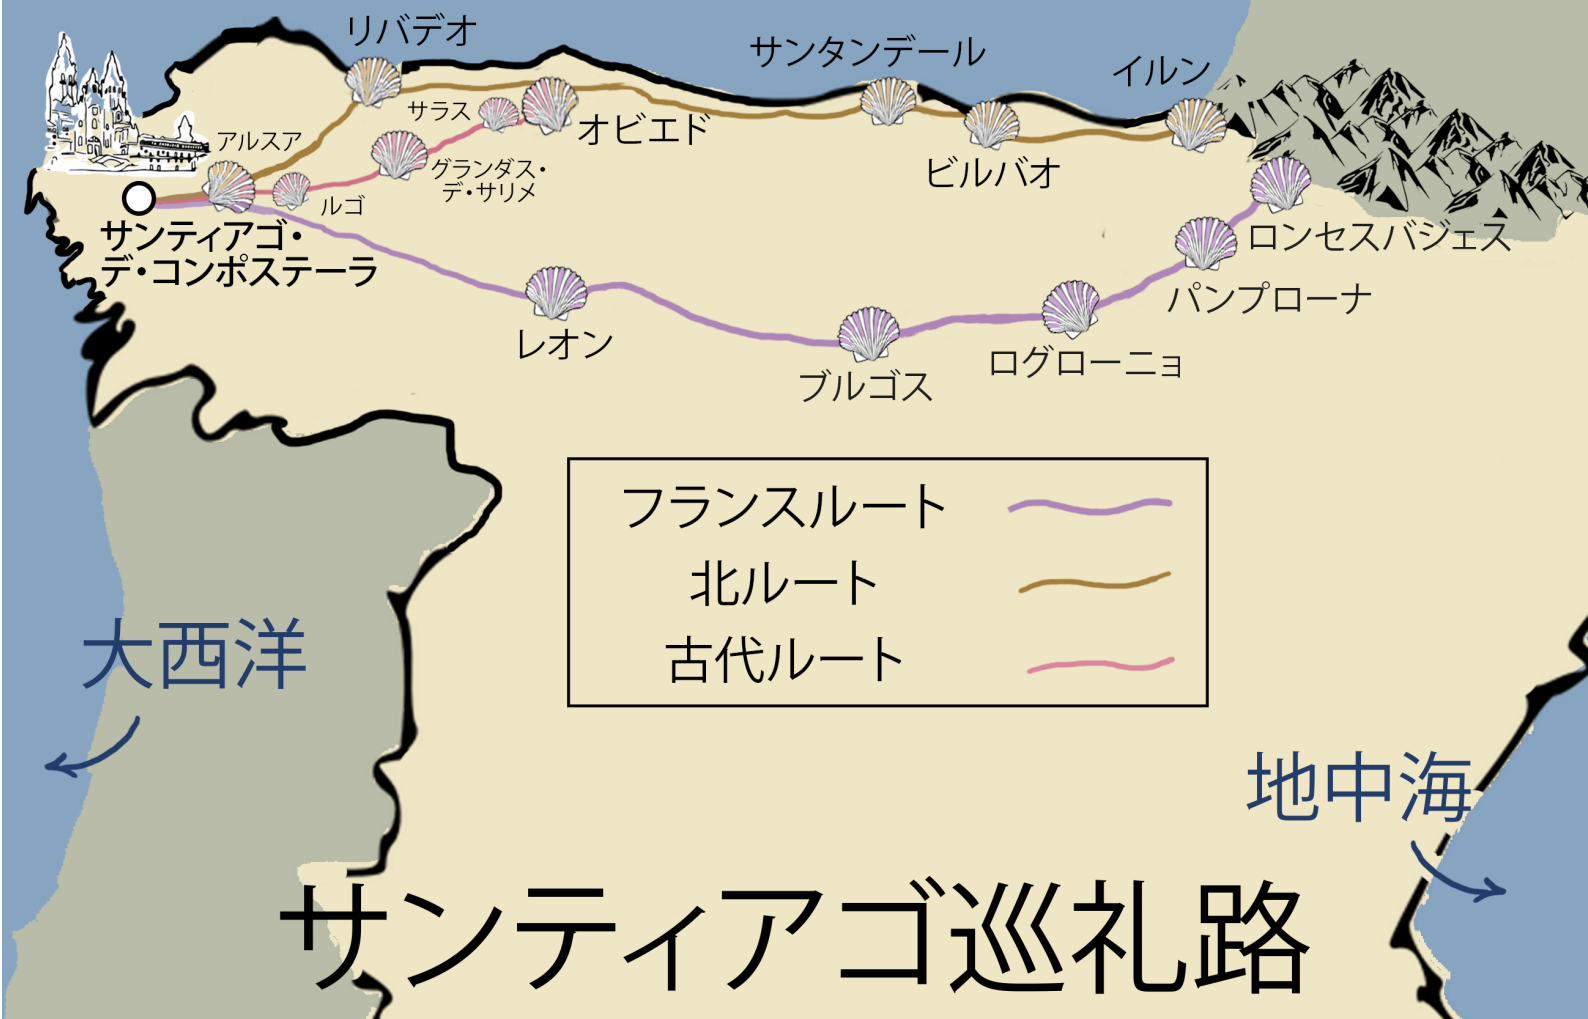 リバデオ
サンタンデール
イルン
サラス
オビエド
アルスア
グランダス・
デ・サリメ
ビルバオ
ルゴ
サンティアゴ・
デ・コンポステーラ
ロンセスバジェス
パンプローナ
レオン
ログローニョ
ブルゴス
フランスルート
北ルート
古代ルート
大西洋
地中海
サンティアゴ巡礼路